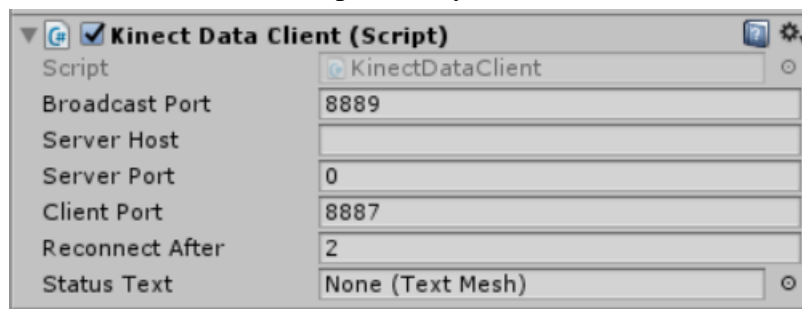 Kinect Data Client (Script)
Script KinectDataClient
Broadcast Port 8889
Server Host
Server Port 0
Client Port 8887
Reconnect After 2
Status Text None (Text Mesh)